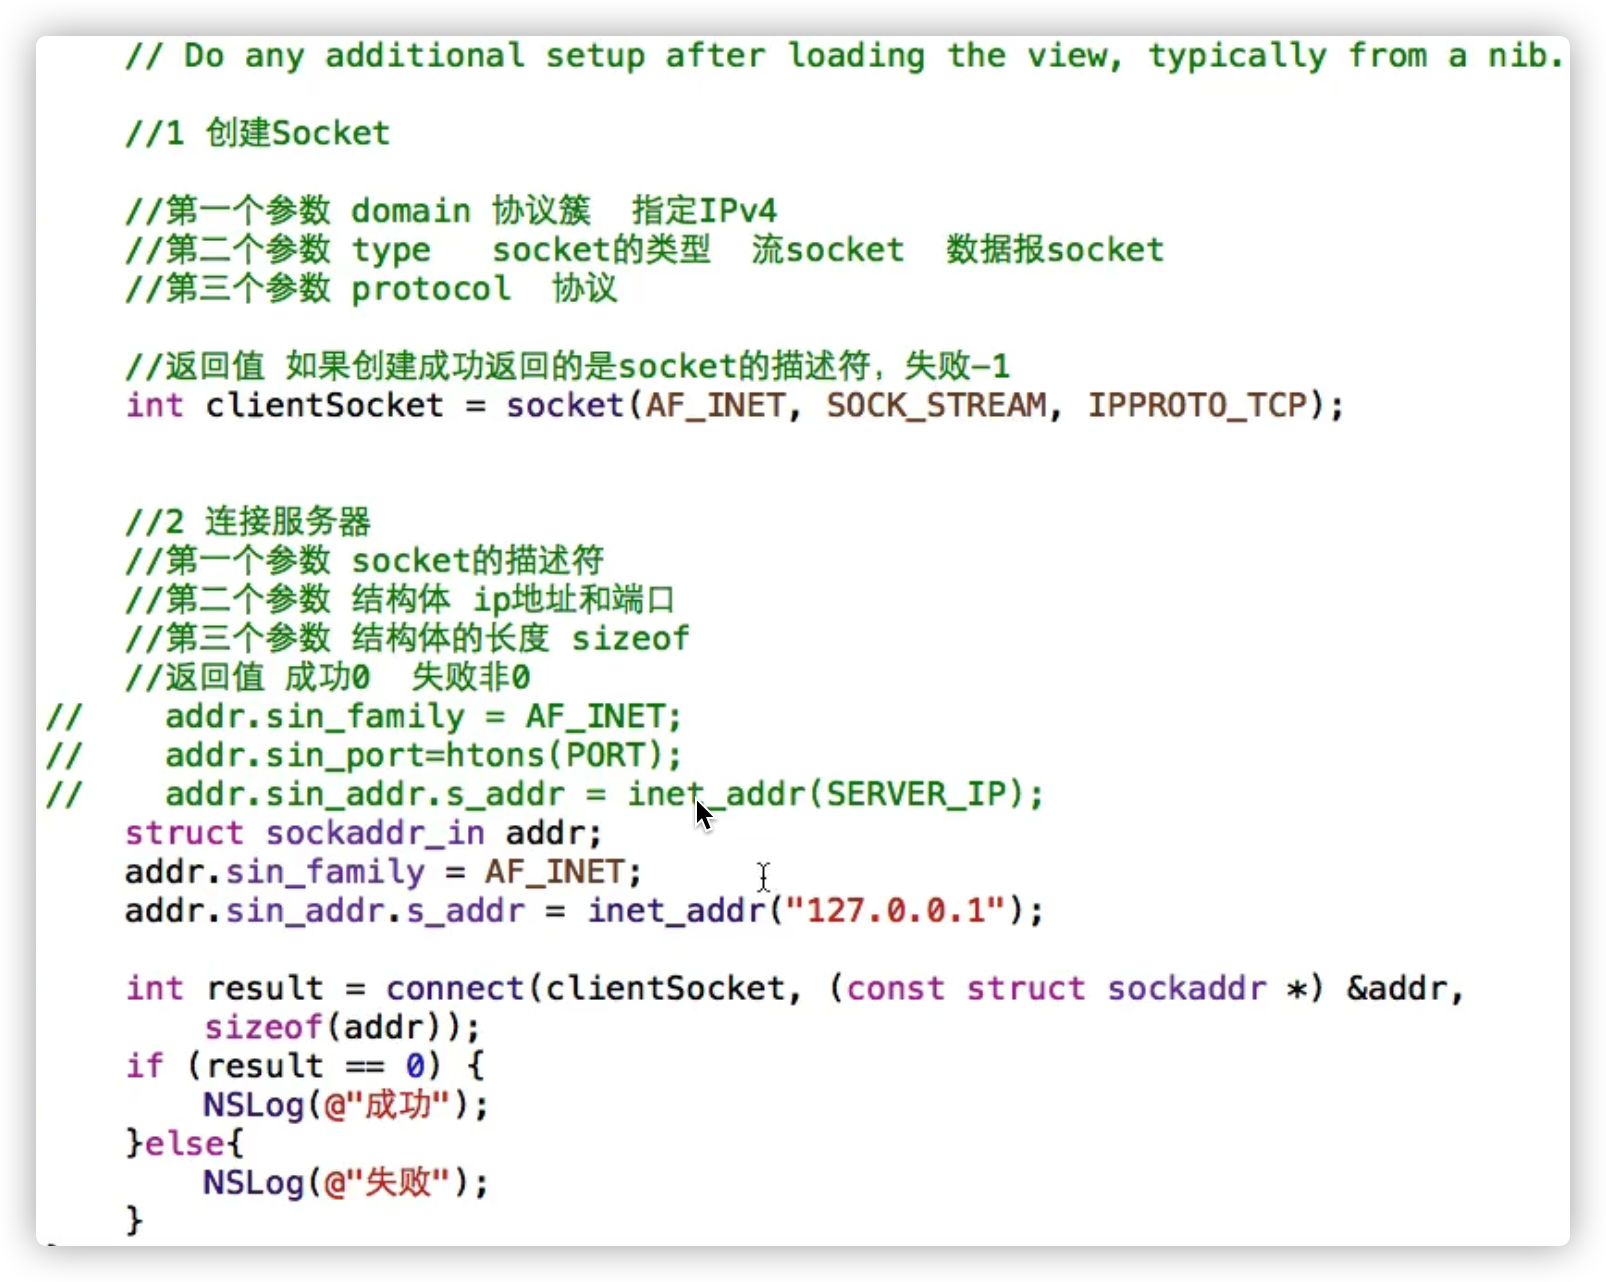 // Do any additional setup after loading the view, typically from a nib.
//1 创建Socket
//第一个参数 domain 协议簇  指定IPv4
//第二个参数 type   socket的类型  流socket  数据报socket
//第三个参数 protocol  协议
//返回值 如果创建成功返回的是socket的描述符，失败-1
int clientSocket = socket(AF_INET, SOCK_STREAM, IPPROTO_TCP);
//2 连接服务器
//第一个参数 socket的描述符
//第二个参数 结构体 ip地址和端口
//第三个参数 结构体的长度 sizeof
//返回值 成功0  失败非0
//    addr.sin_family = AF_INET;
//    addr.sin_port=htons(PORT);
//    addr.sin_addr.s_addr = inet_addr(SERVER_IP);
struct sockaddr_in addr;
addr.sin_family = AF_INET;
addr.sin_addr.s_addr = inet_addr("127.0.0.1");
int result = connect(clientSocket, (const struct sockaddr *) &addr,
sizeof(addr));
if (result == 0) {
NSLog(@"成功");
}else{
NSLog(@"失败");
}